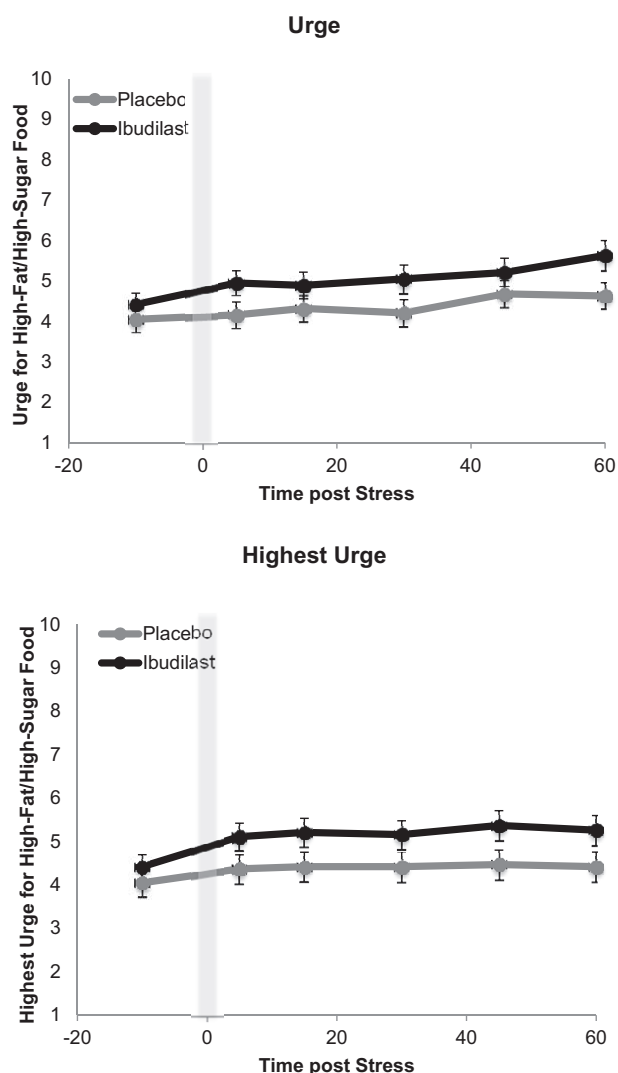 Urge
Urge for High-Fat/High-Sugar Food
10
9
8
7
6
5
4
3
2
1
Placebo
Ibudilast
-20 0 20 40 60
Time post Stress
Highest Urge
Highest Urge for High-Fat/High-Sugar Food
10
9
8
7
6
5
4
3
2
1
Placebo
Ibudilast
-20 0 20 40 60
Time post Stress